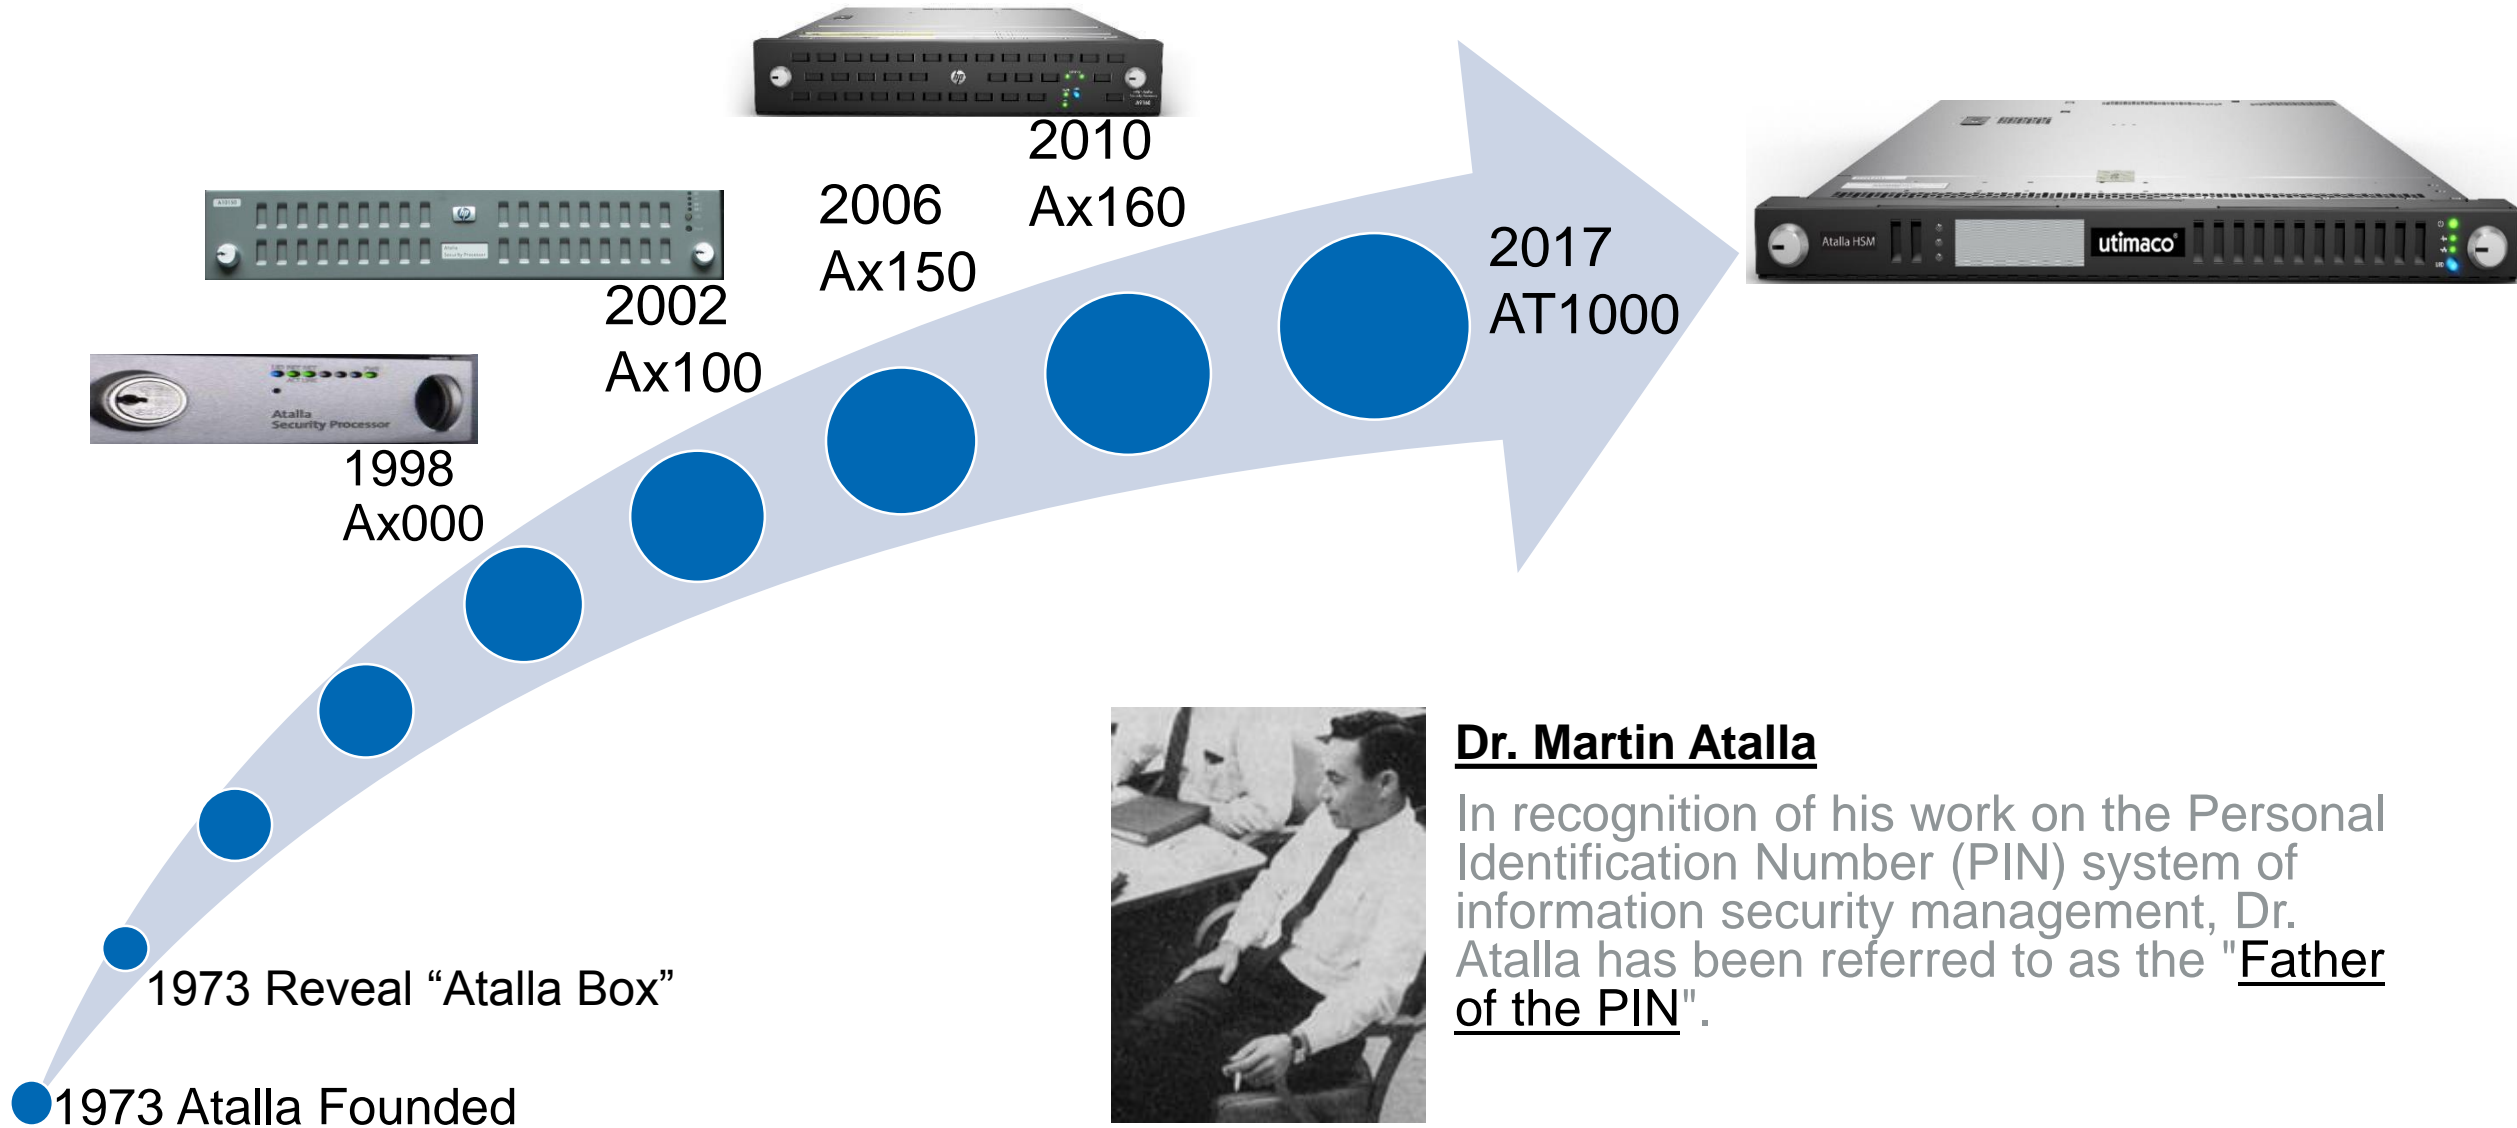 hp
2010
Ax160
2006
Ax150
2002
Ax100
Atalla
Security Processor
1998
Ax000
2017
AT1000
Atalla HSM
utimaco®
UID
1973 Reveal “Atalla Box”
1973 Atalla Founded
Dr. Martin Atalla
In recognition of his work on the Personal
Identification Number (PIN) system of
information security management, Dr.
Atalla has been referred to as the "Father
of the PIN".